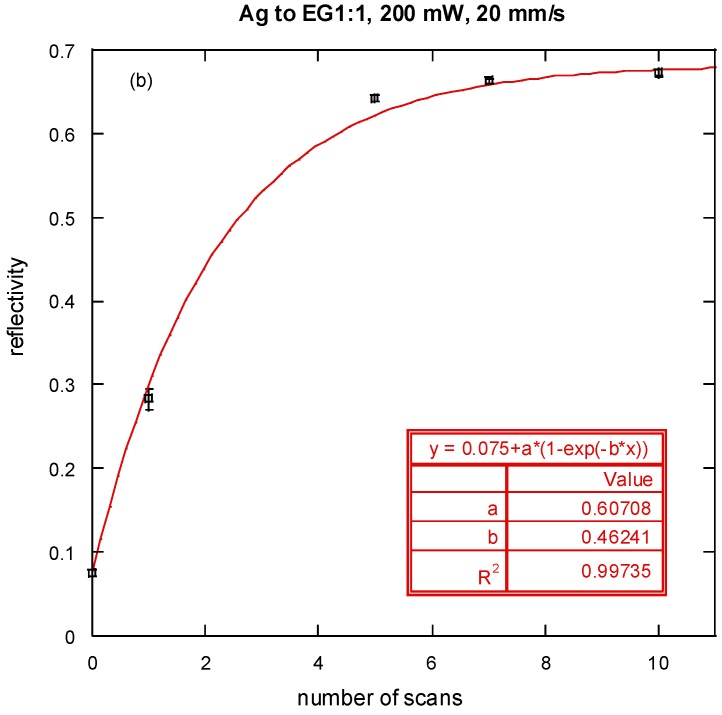 Ag to EG1:1, 200 mW, 20 mm/s
0.7
(b)
0.6
0.5
reflectivity
0.4
0.3
0.2
0.1
0
y = 0.075+a*(1-exp(-b*x))
Value
a 0.60708
b 0.46241
R² 0.99735
0 2 4 6 8 10
number of scans